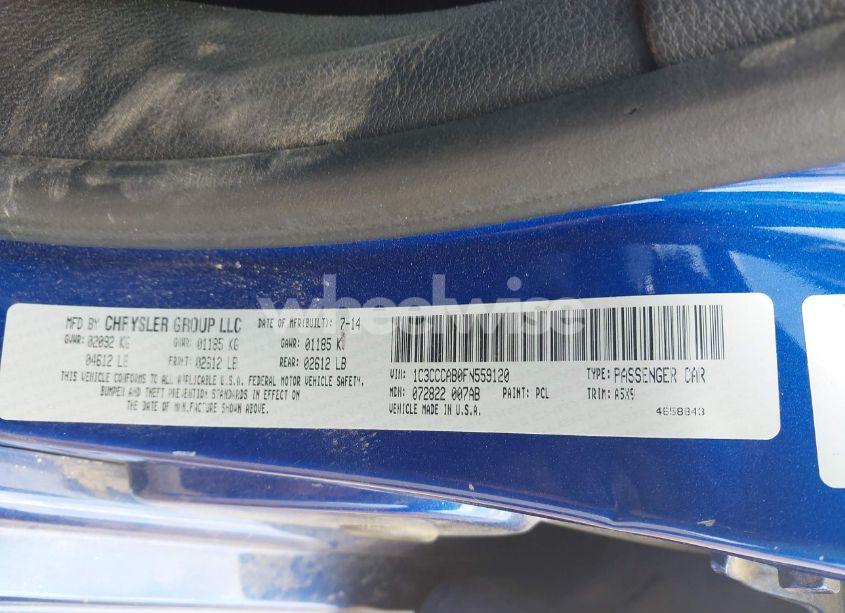 wheelwise
MFD BY CHRYSLER GROUP LLC DATE OF MFR(BUILT): 7-14
GVWR: 02092 KG GAWR: 01185 KG GAWR: 01185 K
04612 LB FRONT: 02612 LB REAR: 02612 LB
THIS VEHICLE CONFORMS TO ALL APPLICABLE U.S.A. FEDERAL MOTOR VEHICLE SAFETY,
BUMPER AND THEFT PREVENTION STANDARDS IN EFFECT ON
THE DATE OF MANUFACTURE SHOWN ABOVE.
VIN: 1C3CCCAB0FN559120 TYPE: PASSENGER CAR
MDH: 072822 007AB PAINT: PCL TRIM: A5X9
VEHICLE MADE IN U.S.A. 4658843